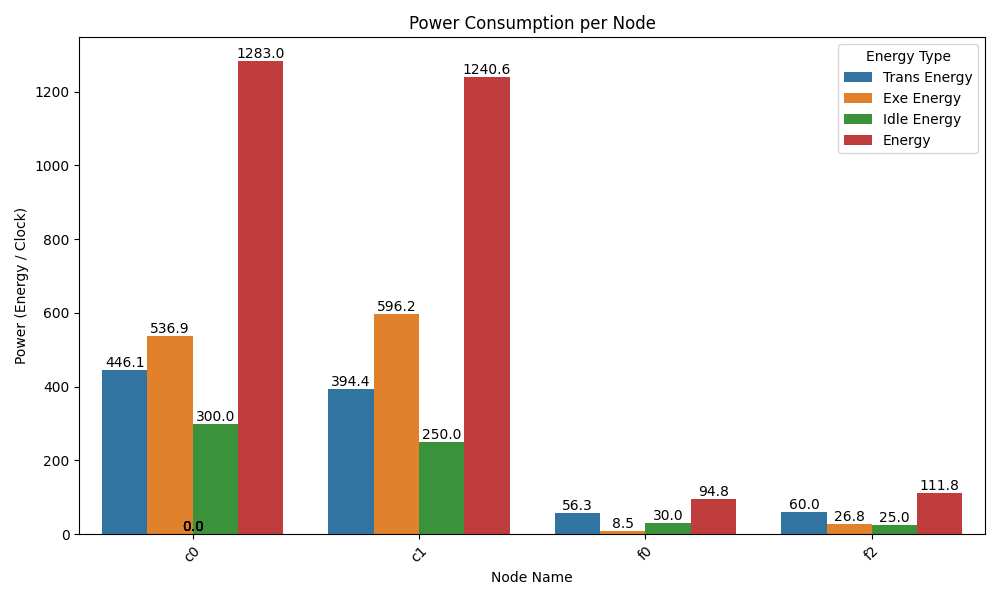 Power Consumption per Node
Energy Type
Trans Energy
Exe Energy
Idle Energy
Energy
Power (Energy / Clock)
1200
1000
800
600
400
200
0
446.1
536.9
300.0
1283.0
0.0
394.4
596.2
250.0
1240.6
56.3
8.5
30.0
94.8
60.0
26.8
25.0
111.8
c0
c1
f0
f2
Node Name